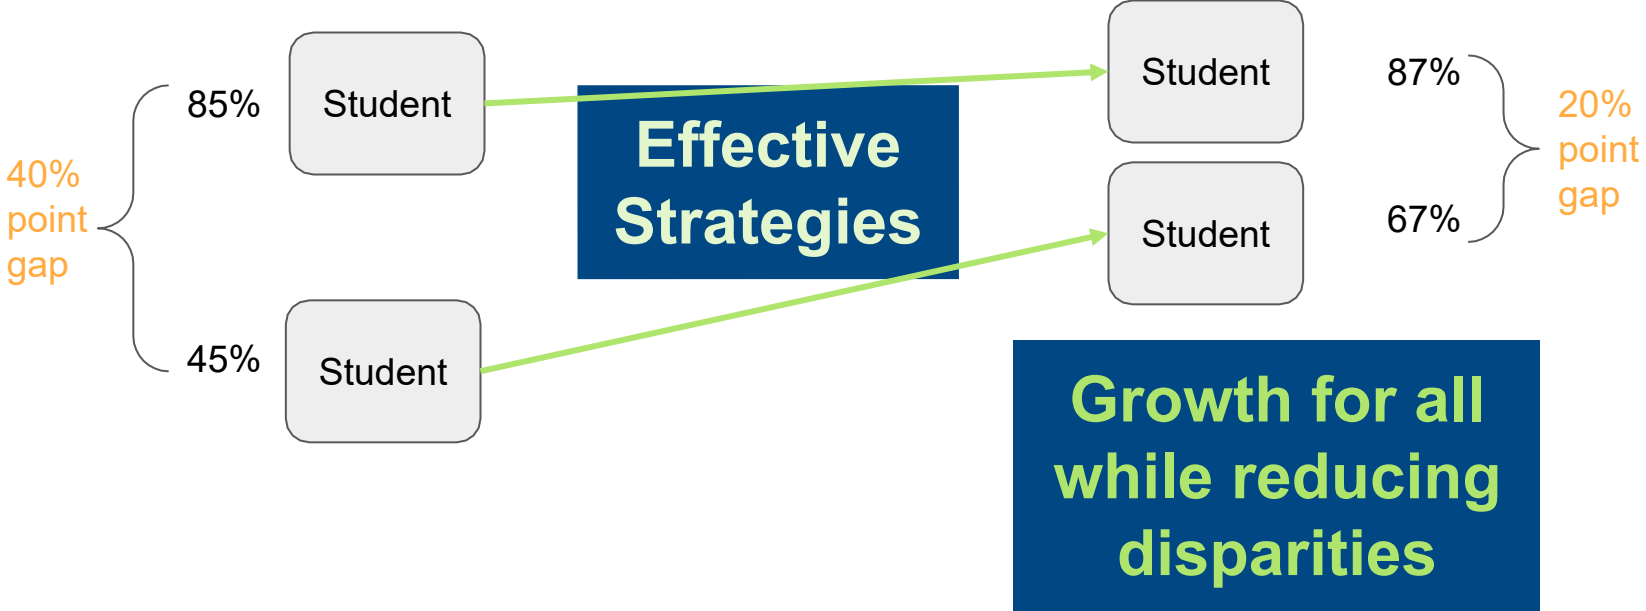 40%
point
gap
85%
Student
45%
Student
Effective
Strategies
Student
87%
Student
67%
20%
point
gap
Growth for all
while reducing
disparities